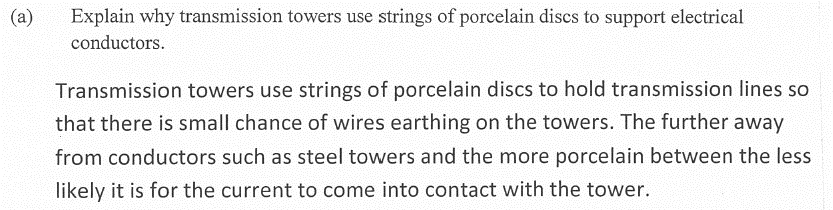 (a) Explain why transmission towers use strings of porcelain discs to support electrical
conductors.
Transmission towers use strings of porcelain discs to hold transmission lines so
that there is small chance of wires earthing on the towers. The further away
from conductors such as steel towers and the more porcelain between the less
likely it is for the current to come into contact with the tower.